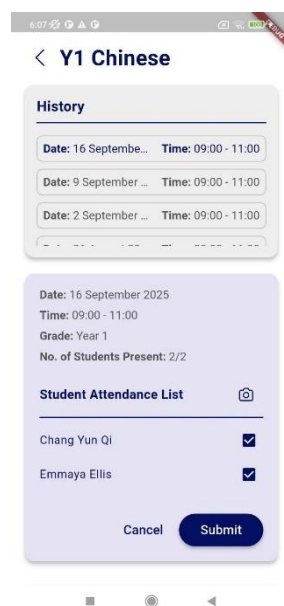 6:07
Y1 Chinese
History
Date: 16 Septembe... Time: 09:00 - 11:00
Date: 9 September ... Time: 09:00 - 11:00
Date: 2 September ... Time: 09:00 - 11:00
Date: 16 September 2025
Time: 09:00 - 11:00
Grade: Year 1
No. of Students Present: 2/2
Student Attendance List
Chang Yun Qi
Emmaya Ellis
Cancel Submit